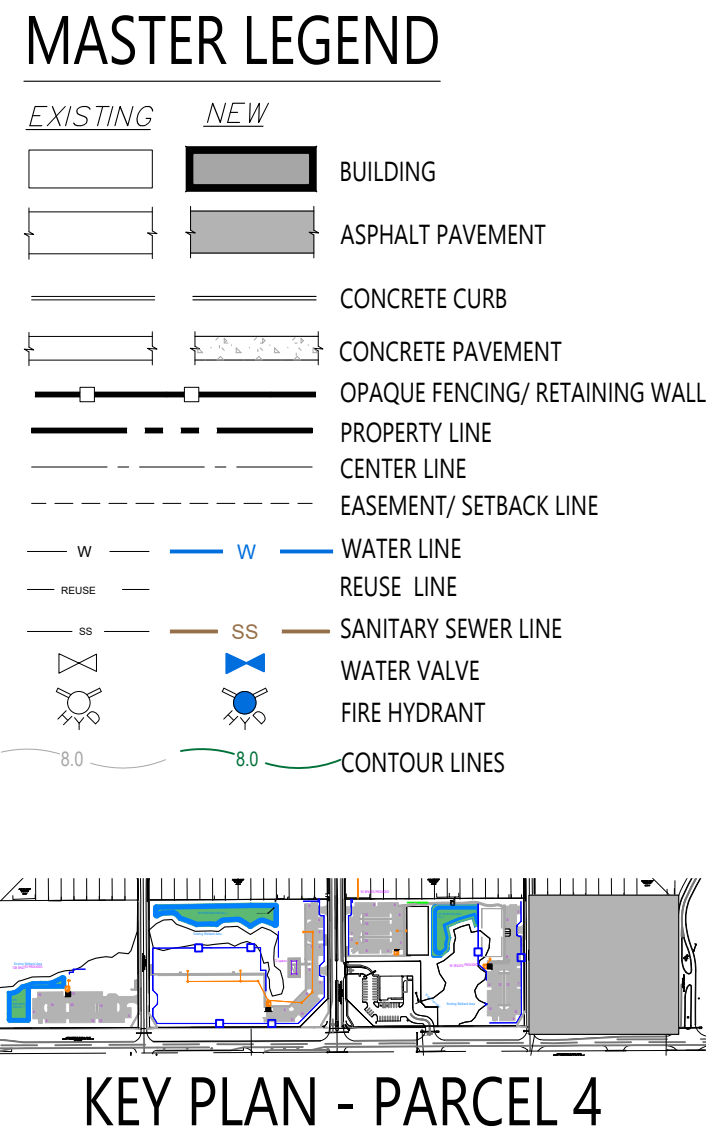 MASTER LEGEND
EXISTING NEW
BUILDING
ASPHALT PAVEMENT
CONCRETE CURB
CONCRETE PAVEMENT
OPAQUE FENCING/ RETAINING WALL
PROPERTY LINE
CENTER LINE
EASEMENT/ SETBACK LINE
W W WATER LINE
REUSE REUSE LINE
SS SS SANITARY SEWER LINE
WATER VALVE
HYD HYD FIRE HYDRANT
8.0 8.0 CONTOUR LINES
KEY PLAN - PARCEL 4